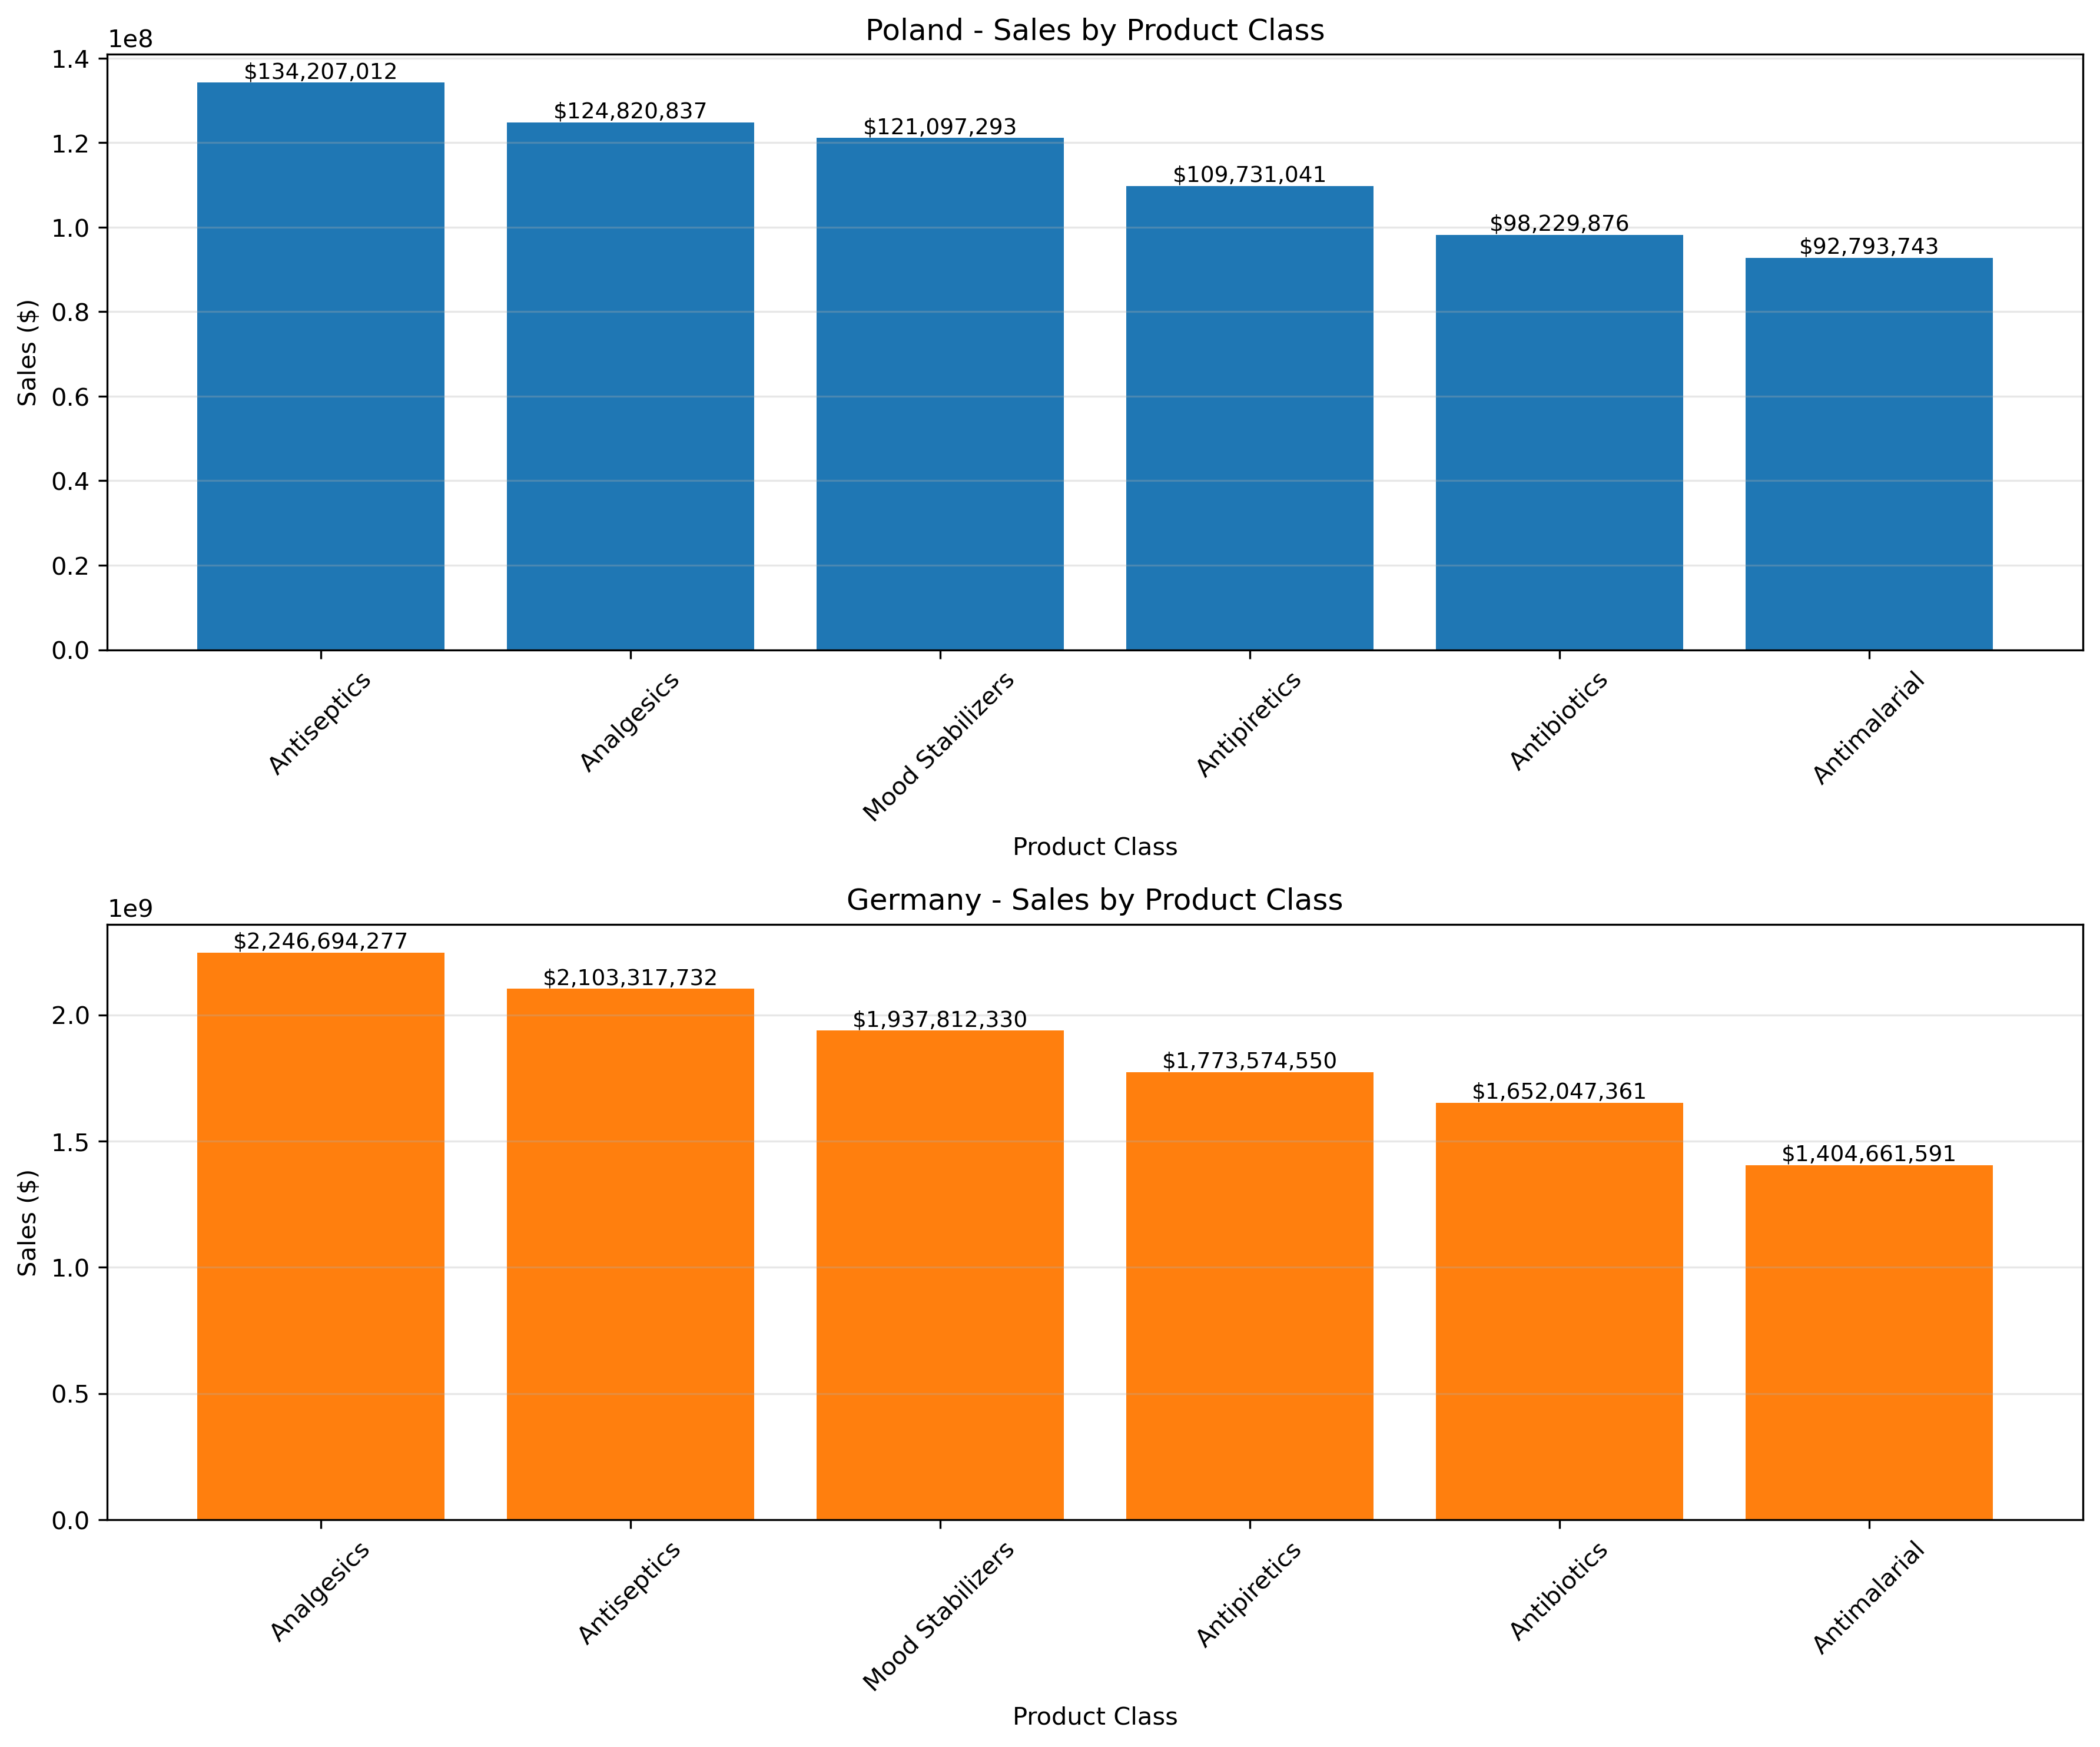 Poland - Sales by Product Class
1e8
1.4
1.2
1.0
0.8
0.6
0.4
0.2
0.0
Sales ($)
$134,207,012
$124,820,837
$121,097,293
$109,731,041
$98,229,876
$92,793,743
Antiseptics
Analgesics
Mood Stabilizers
Antipiretics
Antibiotics
Antimalarial
Product Class
Germany - Sales by Product Class
1e9
2.0
1.5
1.0
0.5
0.0
Sales ($)
$2,246,694,277
$2,103,317,732
$1,937,812,330
$1,773,574,550
$1,652,047,361
$1,404,661,591
Analgesics
Antiseptics
Mood Stabilizers
Antipiretics
Antibiotics
Antimalarial
Product Class